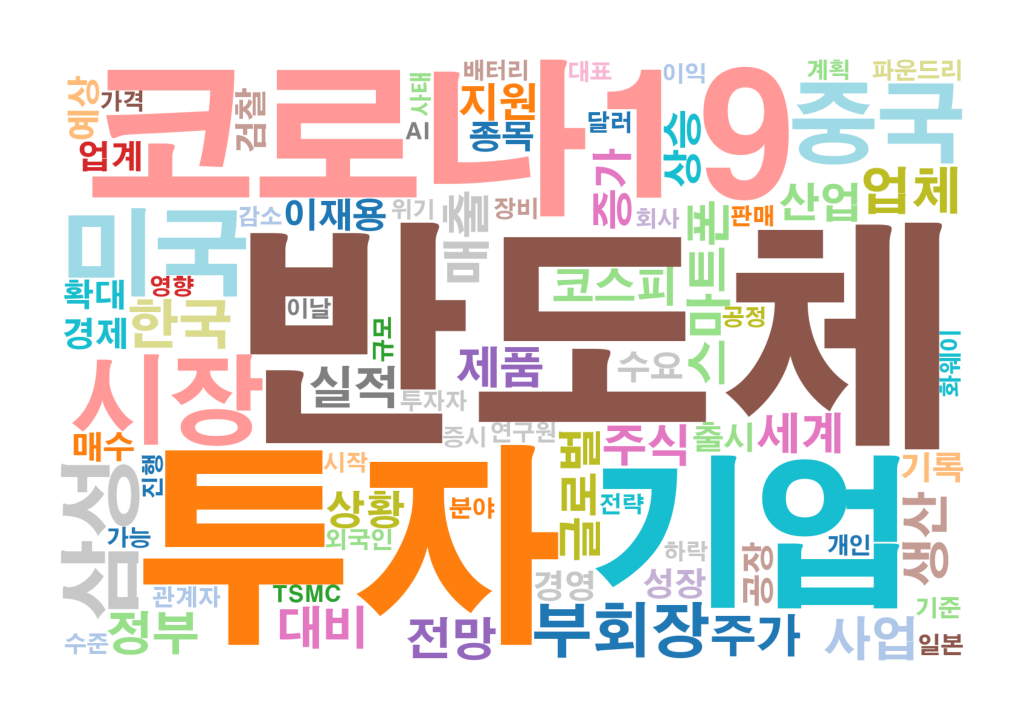 코로나19
배터리
대표
이익
계획
파운드리
예상
가격
검찰
사태
지원
AI
종목
달러
상승
중국
업계
증가
산업
업체
미국
감소
이재용
위기
매출
장비
회사
스마트폰
판매
반도체
확대
영향
이날
코스피
공정
경제
한국
규모
제품
수요
화웨이
시장
실적
투자자
증시
연구원
주식
출시
세계
매수
진행
시작
글로벌
기록
삼성
투자
상황
분야
전략
기업
생산
가능
외국인
하락
개인
관계자
TSMC
경영
성장
공장
기준
수준
정부
대비
전망
부회장
주가
사업
일본